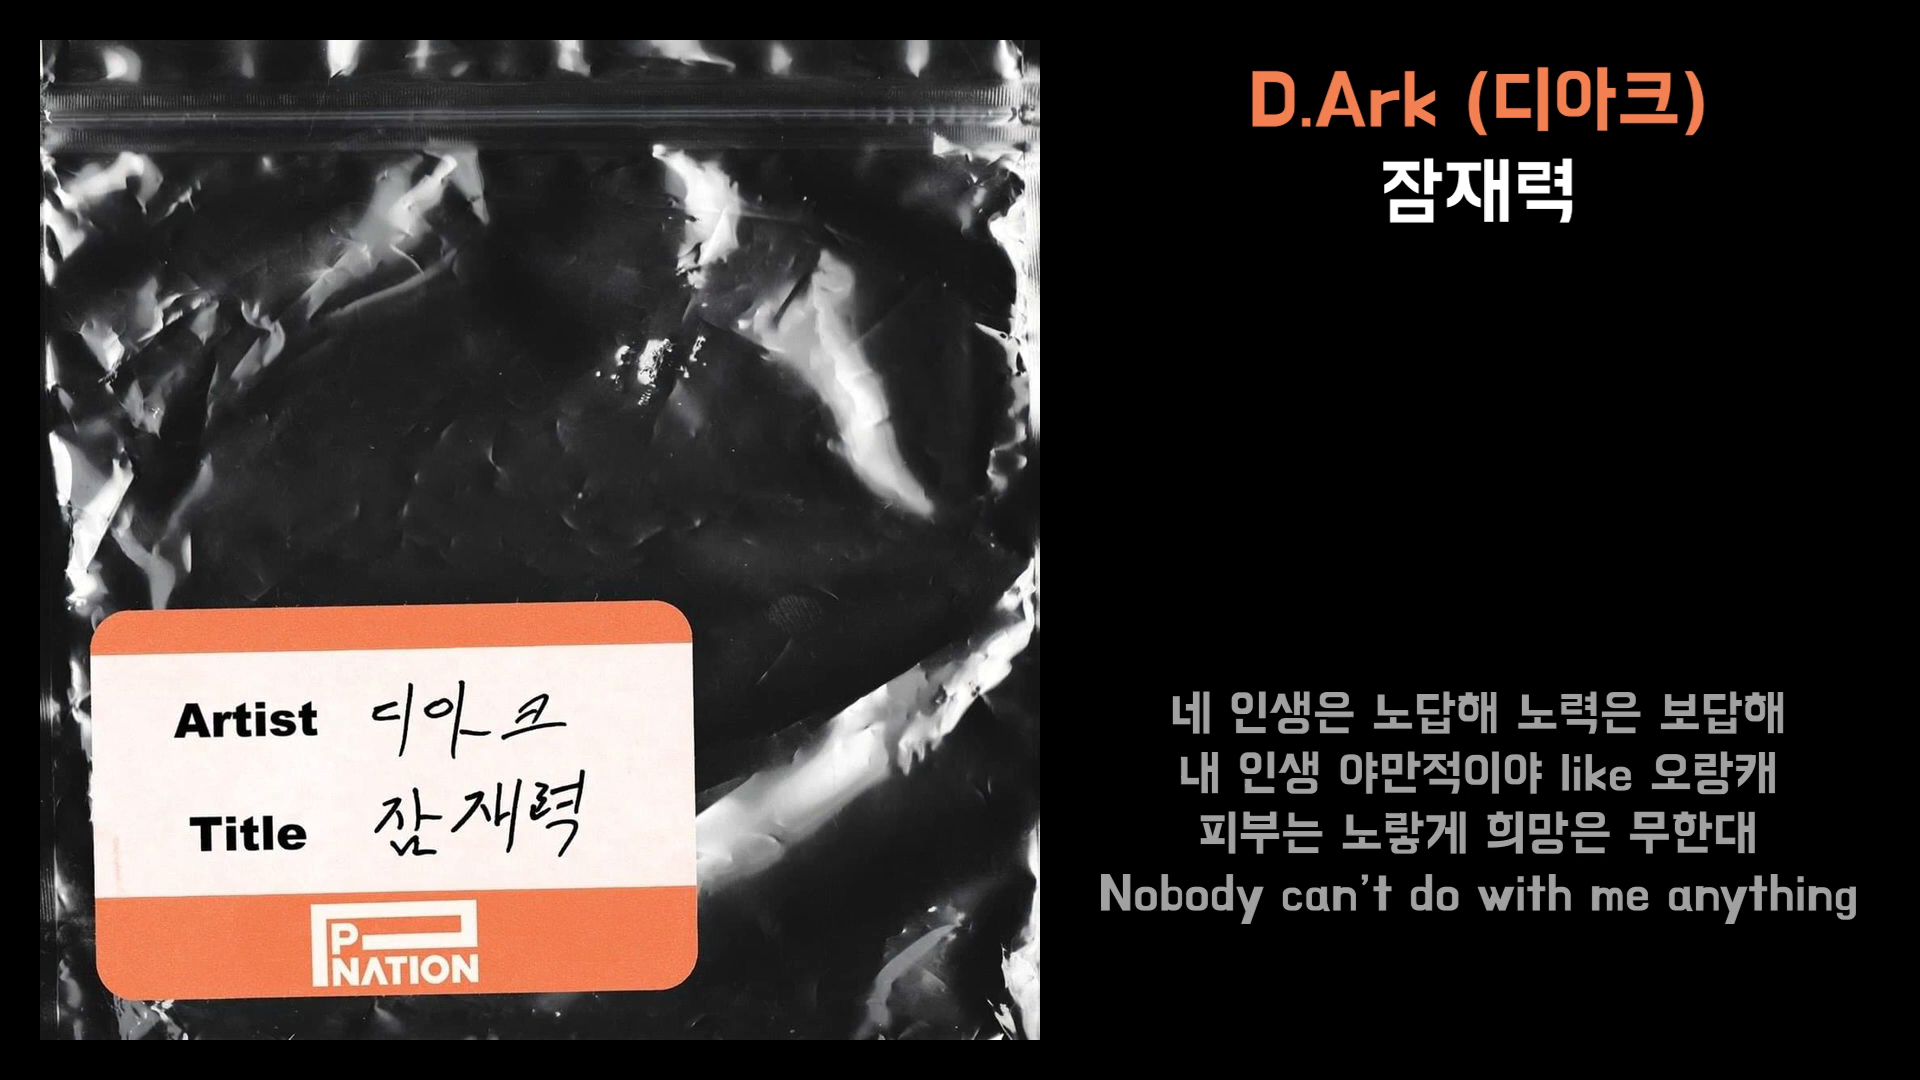 D.Ark (디아크)
잠재력
Artist 디아크
Title 잠재력
P
NATION
네 인생은 노답해 노력은 보답해
내 인생 야만적이야 like 오랑캐
피부는 노랗게 희망은 무한대
Nobody can't do with me anything